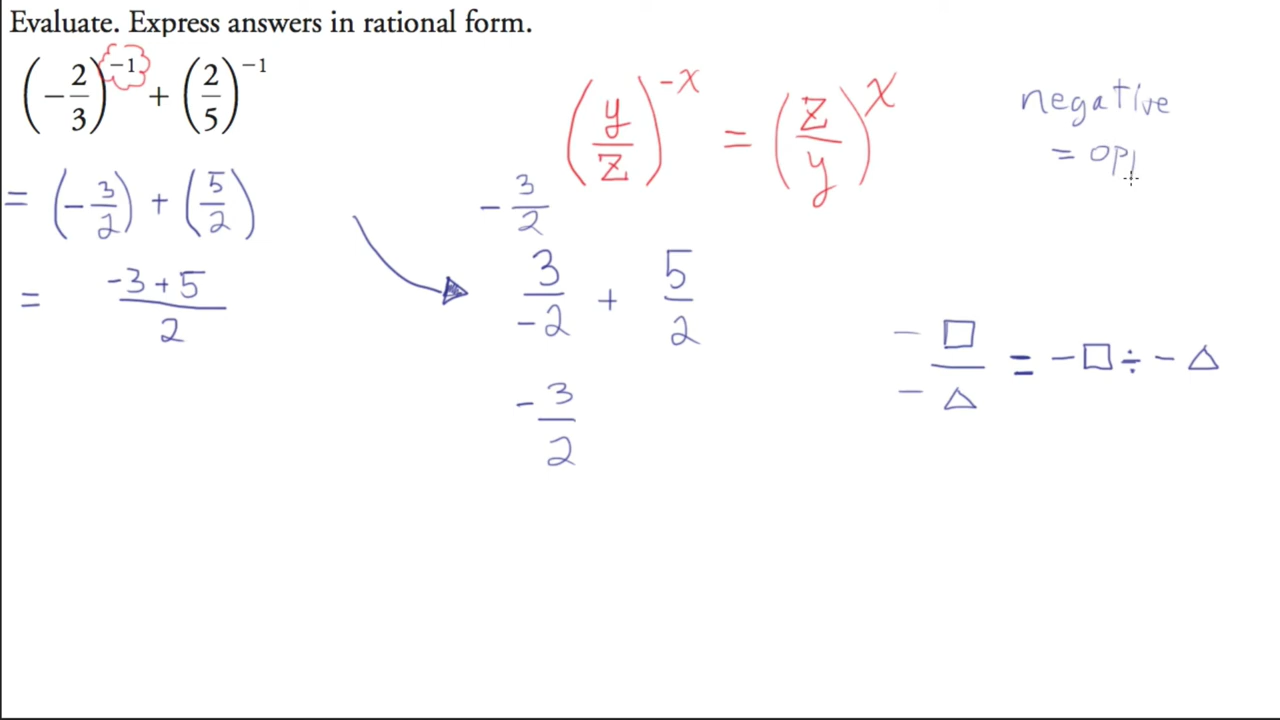 Evaluate. Express answers in rational form.
(-2/3)^-1 + (2/5)^-1
= (-3/2) + (5/2)
= (-3+5)/2
(y/z)^-x = (z/y)^x
-3/2
3/-2 + 5/2
-3/2
negative
= opp
-□/-△ = -□ ÷ -△